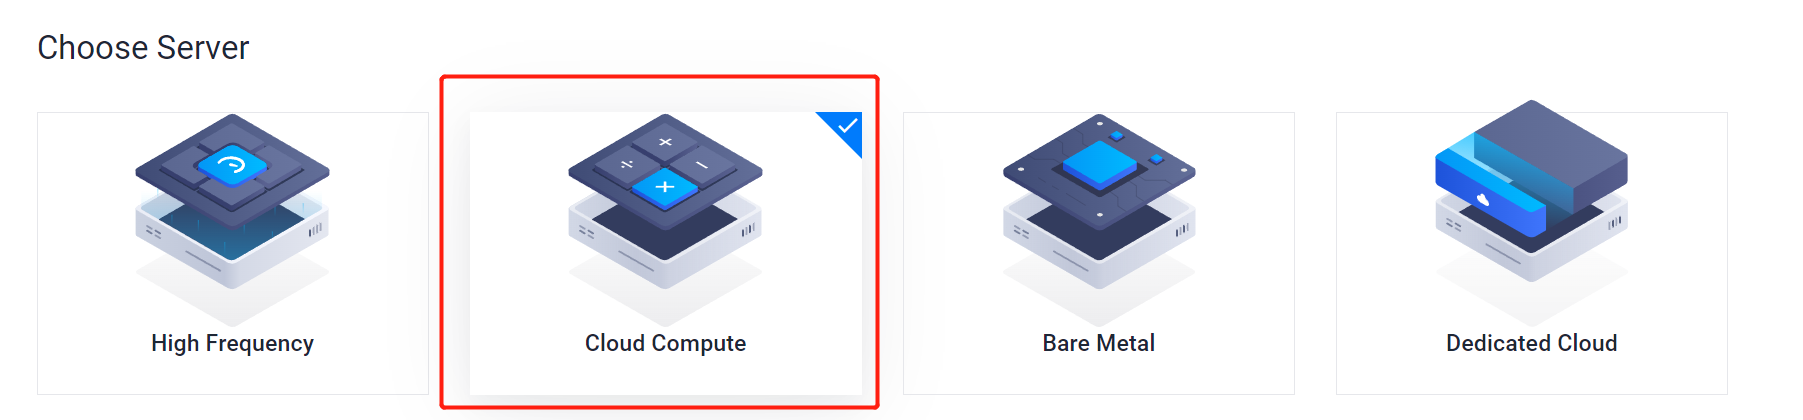 Choose Server
High Frequency
Cloud Compute
Bare Metal
Dedicated Cloud